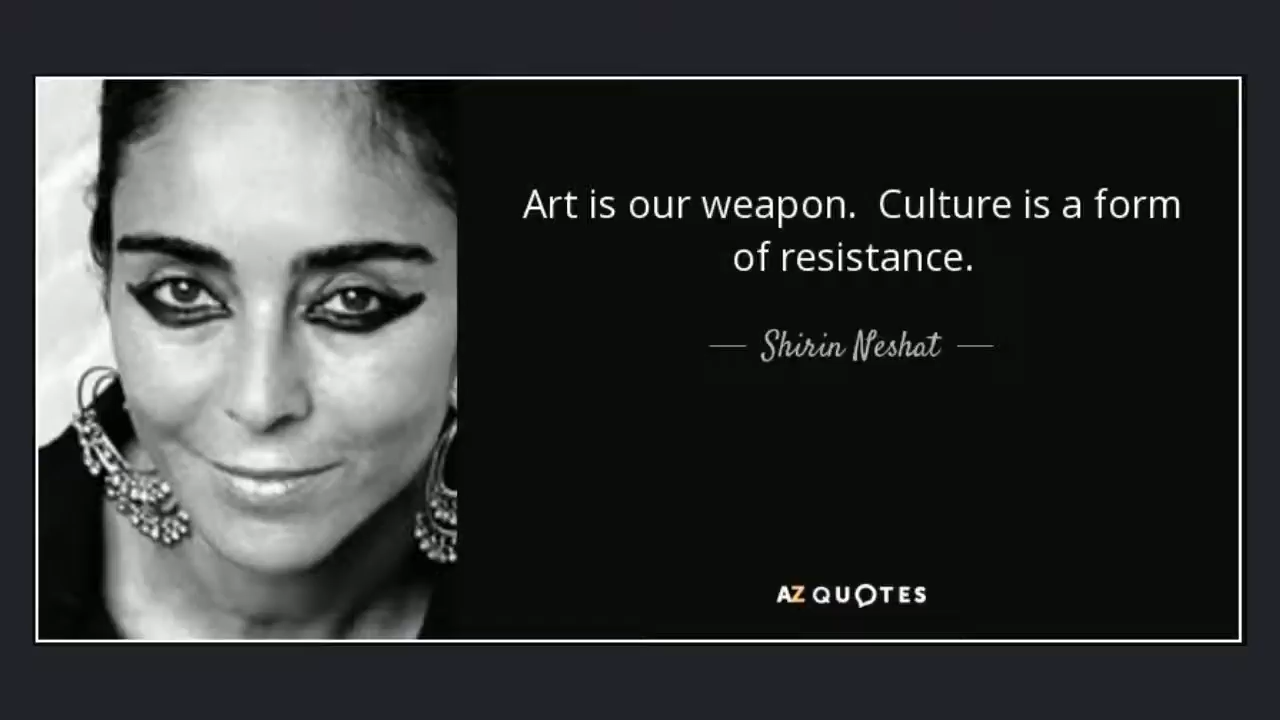 Art is our weapon.  Culture is a form
of resistance.
Shirin Neshat
AZ QUOTES